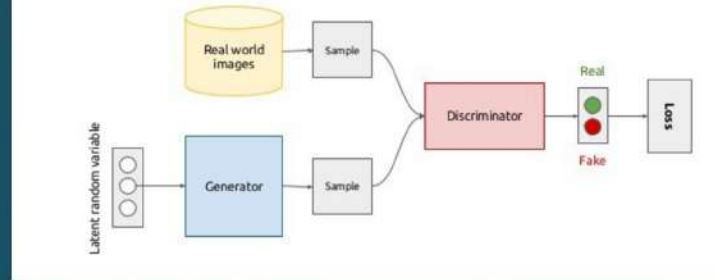 Real world
images
Sample
Real
Discriminator
Loss
Fake
Latent random variable
Generator
Sample